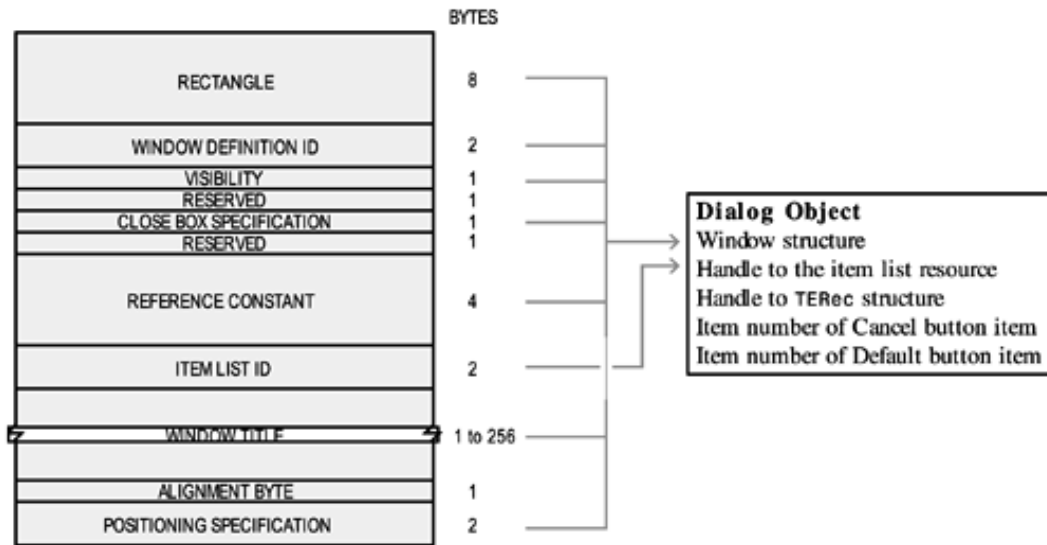 BYTES
RECTANGLE 8
WINDOW DEFINITION ID 2
VISIBILITY 1
RESERVED 1
CLOSE BOX SPECIFICATION 1
RESERVED 1
REFERENCE CONSTANT 4
ITEM LIST ID 2
WINDOW TITLE 1 to 256
ALIGNMENT BYTE 1
POSITIONING SPECIFICATION 2
Dialog Object
Window structure
Handle to the item list resource
Handle to TERec structure
Item number of Cancel button item
Item number of Default button item